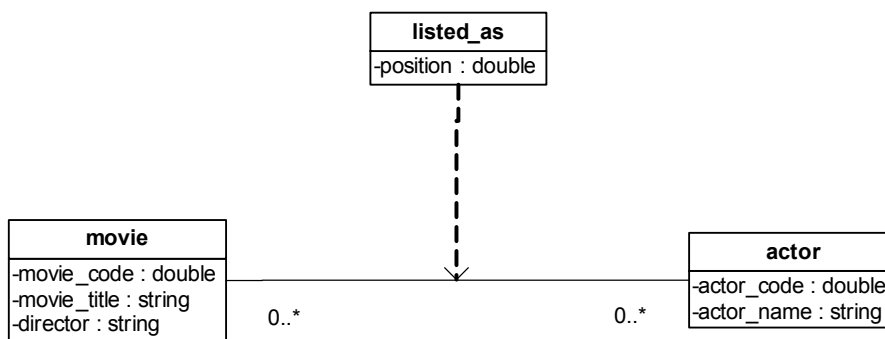 listed_as
-position : double
movie
-movie_code : double
-movie_title : string
-director : string
0..*
0..*
actor
-actor_code : double
-actor_name : string